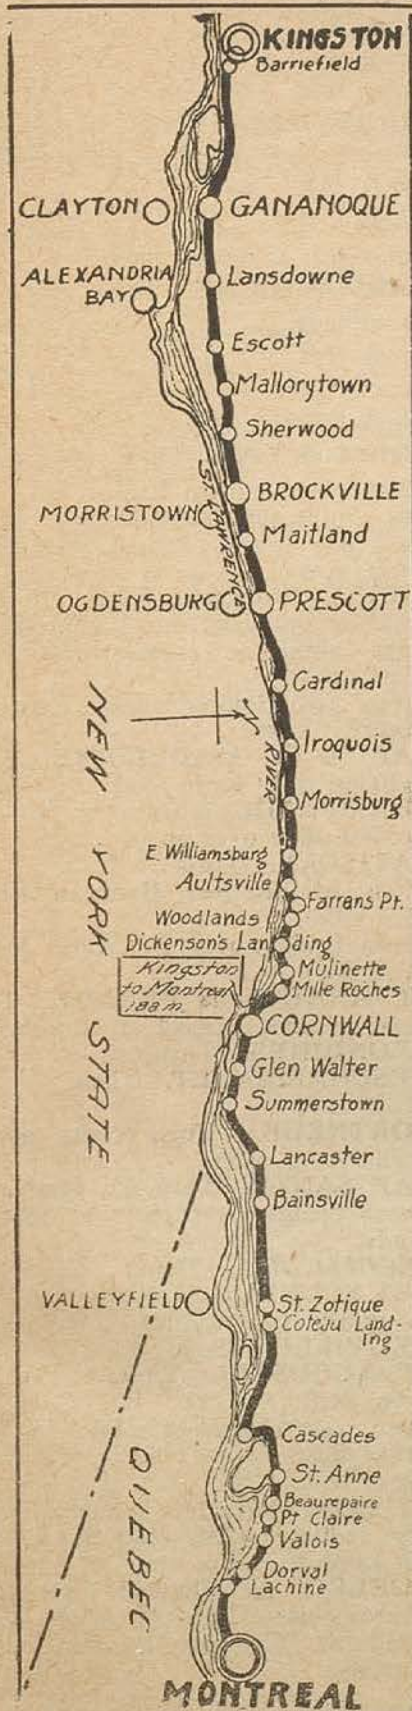 KINGSTON
Barriefield
CLAYTON
GANANOQUE
ALEXANDRIA
BAY
Lansdowne
Escott
Mallorytown
Sherwood
BROCKVILLE
ST. LAWRENCE
MORRISTOWN
Maitland
OGDENSBURG
PRESCOTT
Cardinal
N
Iroquois
RIVER
Morrisburg
NEW YORK STATE
E. Williamsburg
Aultsville
Farrans Pt.
Woodlands
Dickenson's Landing
Mulinette
Kingston
to Montreal
188 m.
Mille Roches
CORNWALL
Glen Walter
Summerstown
Lancaster
Bainsville
VALLEYFIELD
St. Zotique
Coteau Land-
ing
Cascades
QUEBEC
St. Anne
Beaurepaire
Pt Claire
Valois
Dorval
Lachine
MONTREAL